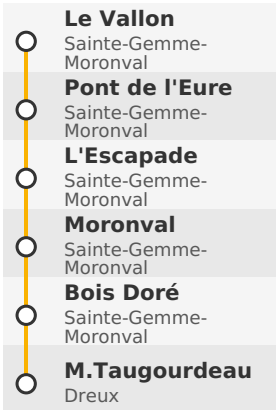 Le Vallon
Sainte-Gemme-
Moronval
Pont de l'Eure
Sainte-Gemme-
Moronval
L'Escapade
Sainte-Gemme-
Moronval
Moronval
Sainte-Gemme-
Moronval
Bois Doré
Sainte-Gemme-
Moronval
M.Taugourdeau
Dreux